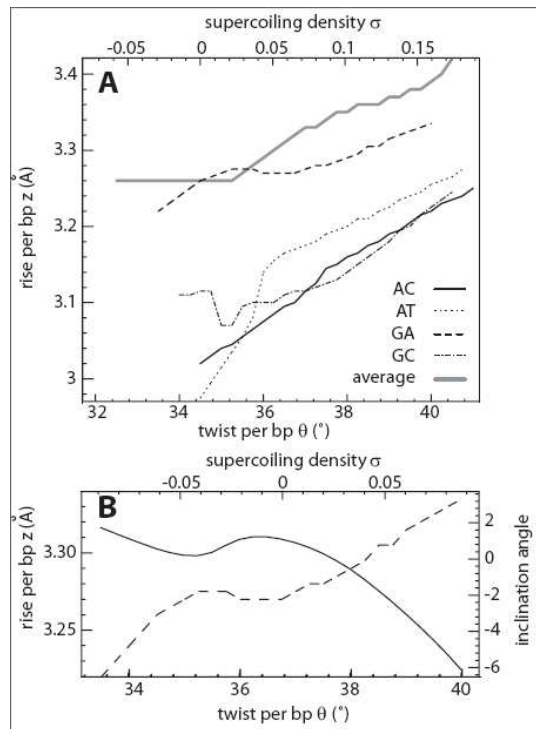 supercoiling density σ
-0.05 0 0.05 0.1 0.15
A
3.4
3.3
3.2
3.1
3
rise per bp z (Å)
AC
AT
GA
GC
average
32 34 36 38 40
twist per bp θ (°)
supercoiling density σ
-0.05 0 0.05
B
3.30
3.25
rise per bp z (Å)
2
0
-2
-4
-6
inclination angle
34 36 38 40
twist per bp θ (°)